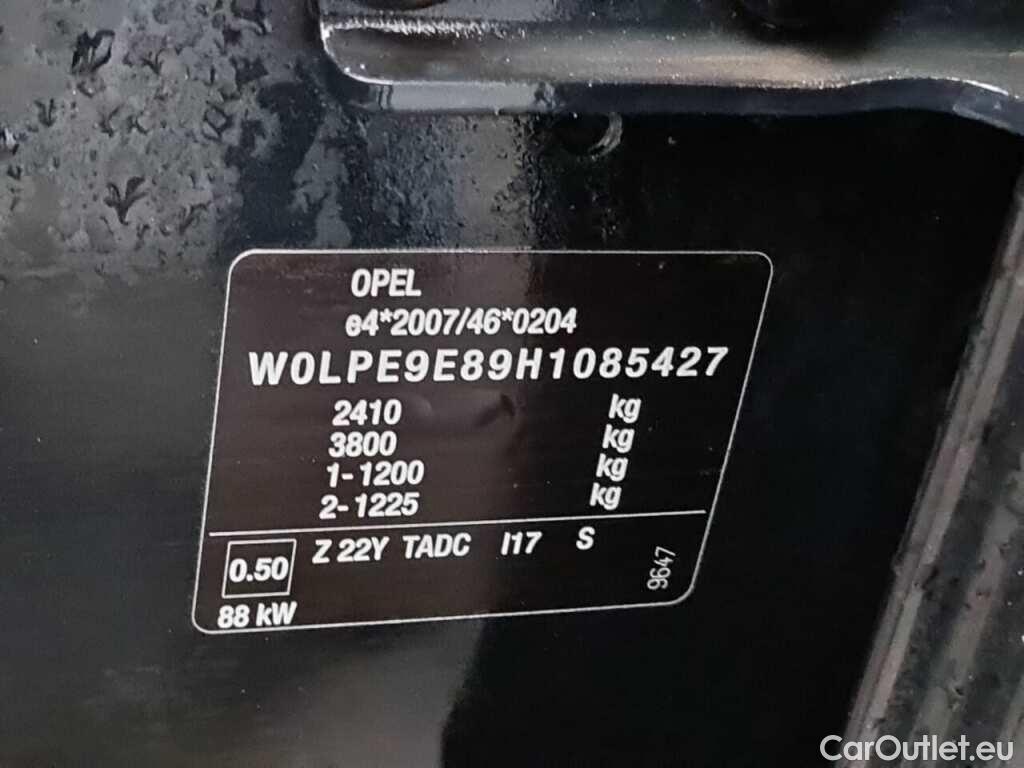 OPEL
e4*2007/46*0204
W0LPE9E89H1085427
2410 kg
3800 kg
1-1200 kg
2-1225 kg
0.50 Z 22Y TADC I17 S
88 kW
9647
CarOutlet.eu